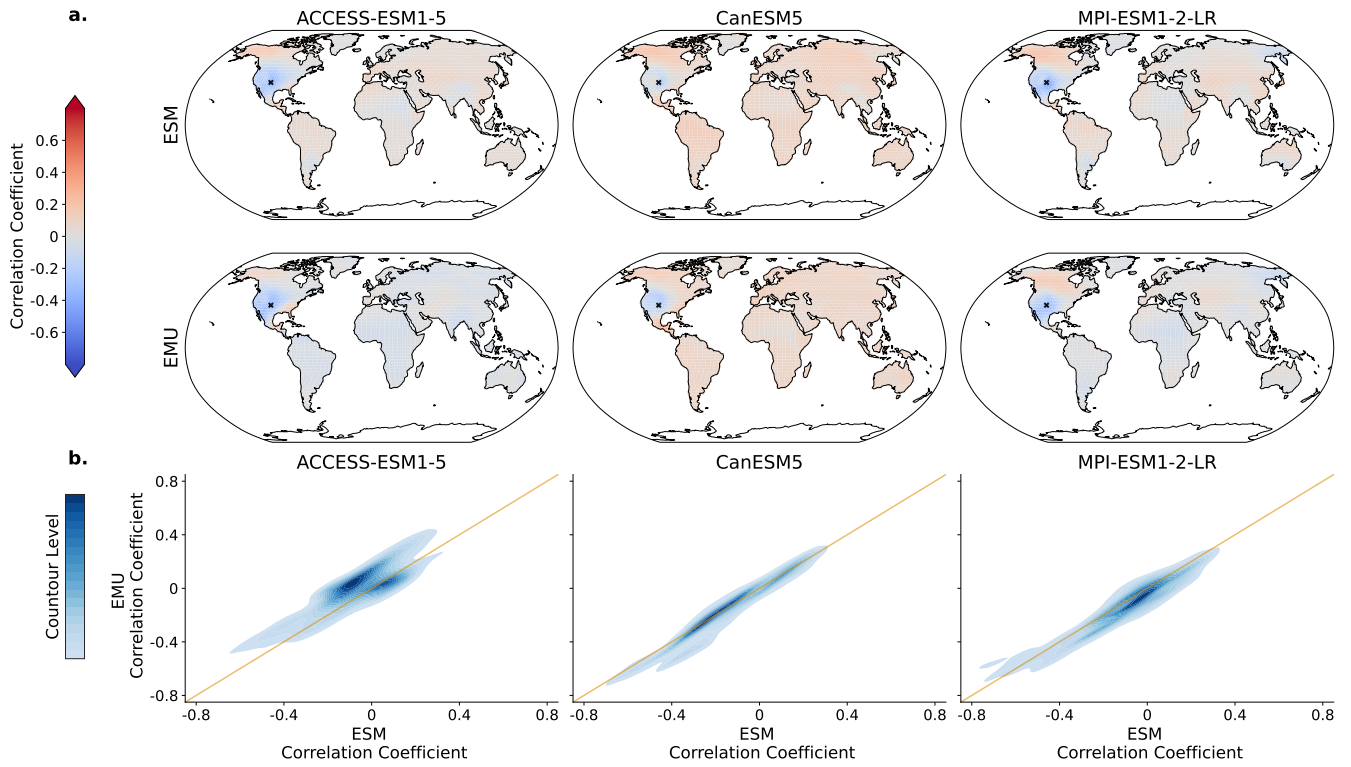 a.
ACCESS-ESM1-5
CanESM5
MPI-ESM1-2-LR
Correlation Coefficient
0.6
0.4
0.2
0
-0.2
-0.4
-0.6
ESM
EMU
b.
ACCESS-ESM1-5
CanESM5
MPI-ESM1-2-LR
Countour Level
EMU
Correlation Coefficient
0.8
0.4
0
-0.4
-0.8
-0.8 -0.4 0 0.4 0.8
-0.8 -0.4 0 0.4 0.8
-0.8 -0.4 0 0.4 0.8
ESM
Correlation Coefficient
ESM
Correlation Coefficient
ESM
Correlation Coefficient